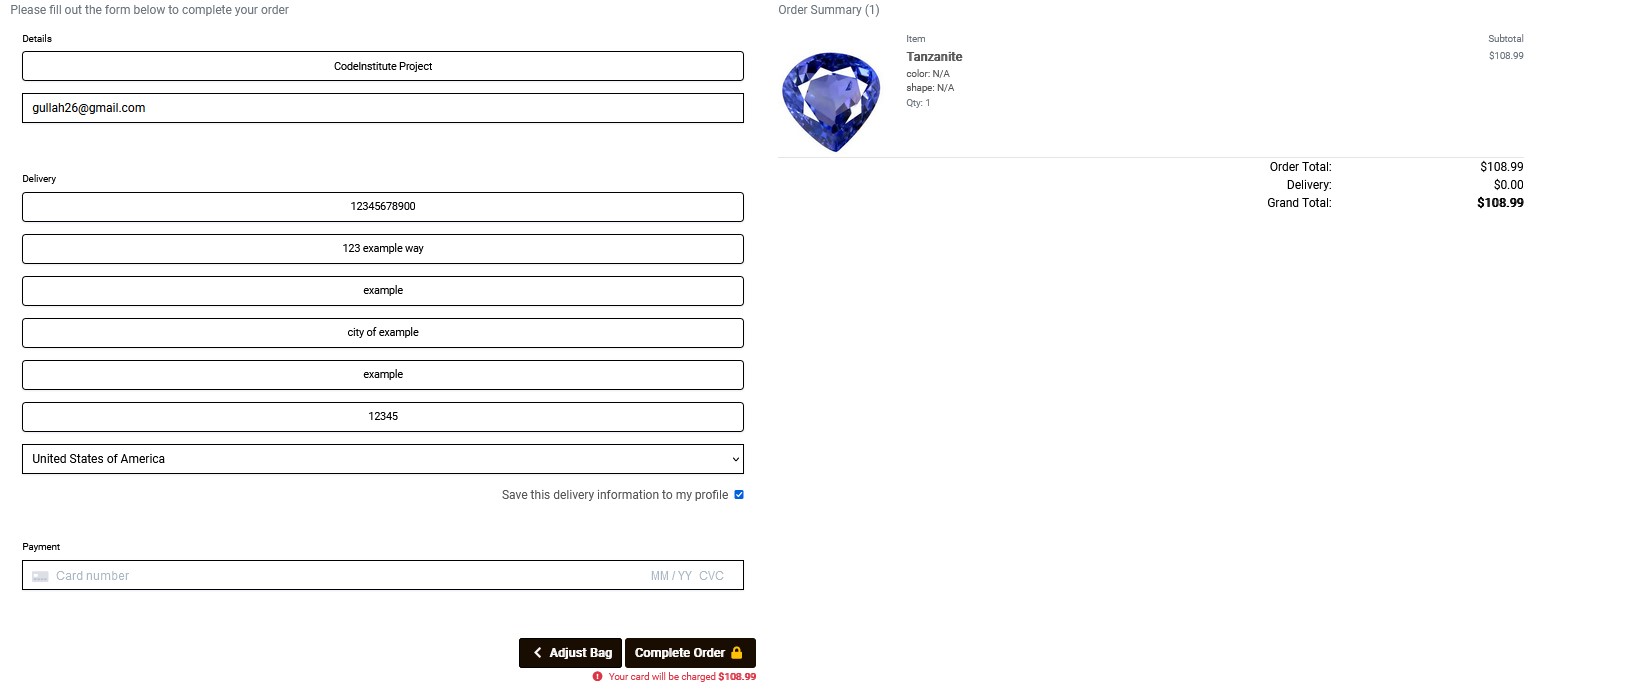 Please fill out the form below to complete your order
Details
CodeInstitute Project
gullah26@gmail.com
Delivery
12345678900
123 example way
example
city of example
example
12345
United States of America
Save this delivery information to my profile
Payment
Card number MM / YY CVC
Adjust Bag Complete Order
Your card will be charged $108.99
Order Summary (1)
Item Subtotal
Tanzanite $108.99
color: N/A
shape: N/A
Qty: 1
Order Total: $108.99
Delivery: $0.00
Grand Total: $108.99